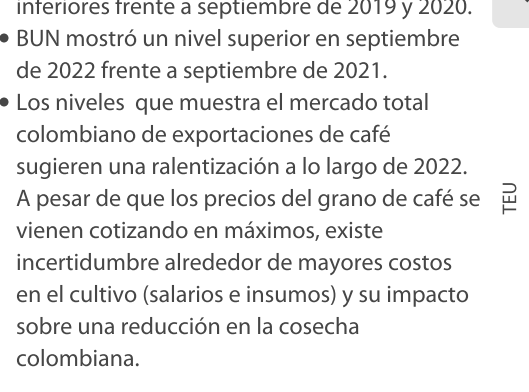 inferiores frente a septiembre de 2019 y 2020.
• BUN mostró un nivel superior en septiembre
de 2022 frente a septiembre de 2021.
• Los niveles  que muestra el mercado total
colombiano de exportaciones de café
sugieren una ralentización a lo largo de 2022.
A pesar de que los precios del grano de café se
vienen cotizando en máximos, existe
incertidumbre alrededor de mayores costos
en el cultivo (salarios e insumos) y su impacto
sobre una reducción en la cosecha
colombiana.
TEU